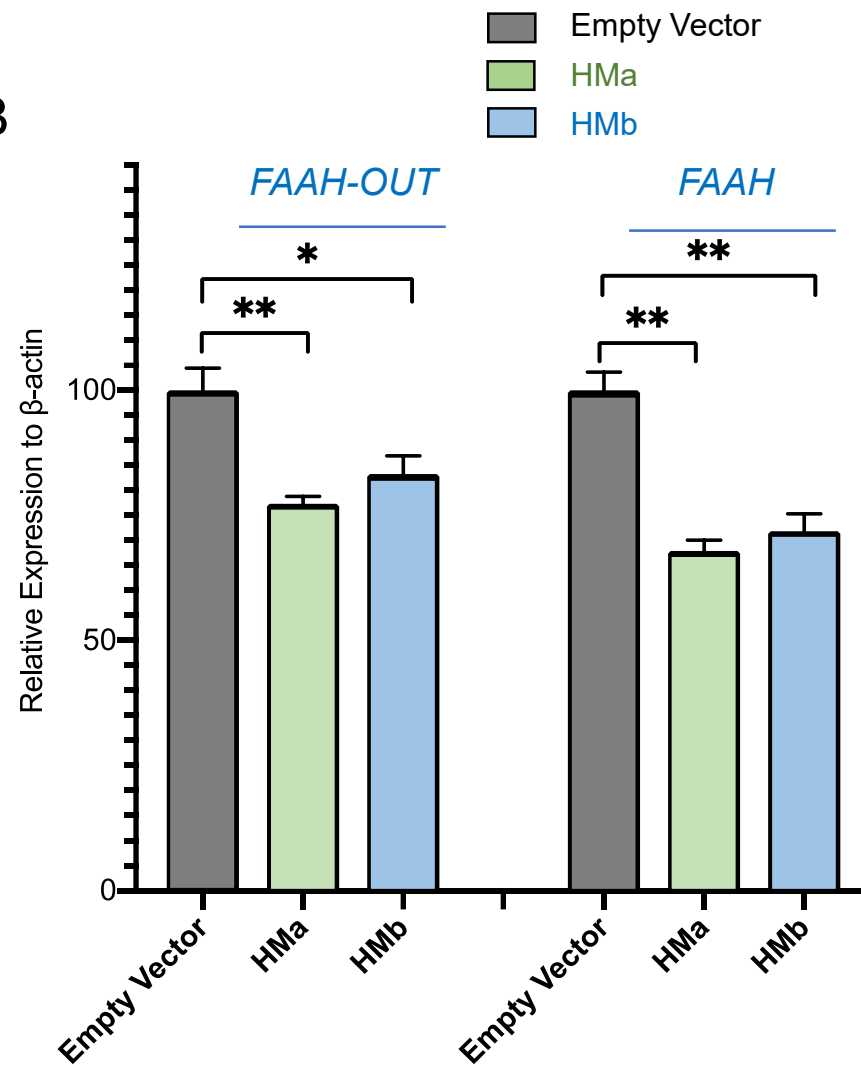 Empty Vector
HMa
HMb
FAAH-OUT
FAAH
*
**
**
**
Relative Expression to β-actin
100
50
0
Empty Vector
HMa
HMb
Empty Vector
HMa
HMb